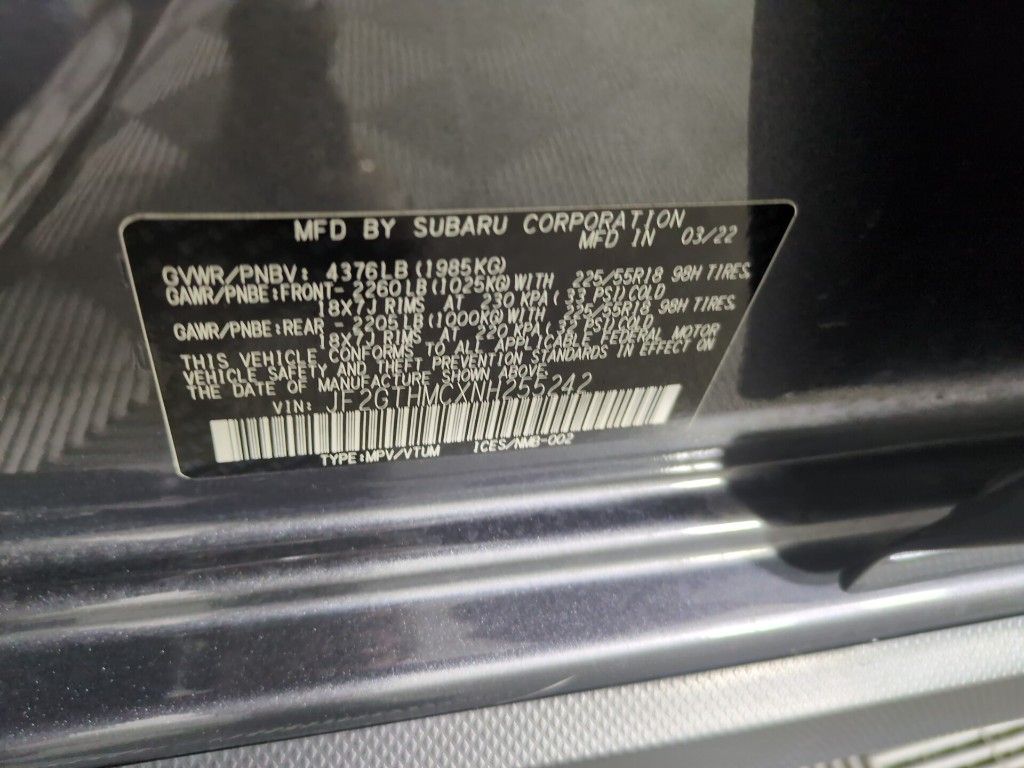 MFD BY SUBARU CORPORATION
MFD IN 03/22
GVWR/PNBV: 4376LB(1985KG)
GAWR/PNBE:FRONT- 2260LB(1025KG)WITH 225/55R18 98H TIRES,
18X7J RIMS AT 230 KPA(33 PSI)COLD
GAWR/PNBE:REAR - 2205LB(1000KG)WITH 225/55R18 98H TIRES,
18X7J RIMS AT 220 KPA(32 PSI)COLD
THIS VEHICLE CONFORMS TO ALL APPLICABLE FEDERAL MOTOR
VEHICLE SAFETY AND THEFT PREVENTION STANDARDS IN EFFECT ON
THE DATE OF MANUFACTURE SHOWN ABOVE
VIN: JF2GTHMCXNH255242
TYPE:MPV/VTUM ICES/NMB-002